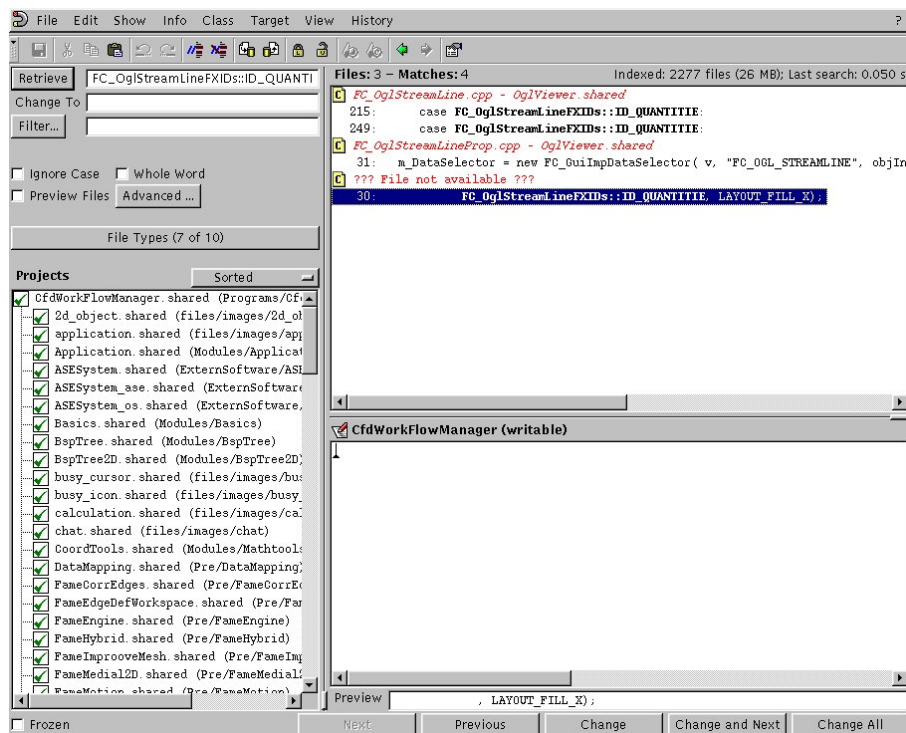 File Edit Show Info Class Target View History ?
Retrieve FC_OglStreamLineFXIDs::ID_QUANTI
Change To
Filter...
Ignore Case Whole Word
Preview Files Advanced ...
File Types (7 of 10)
Projects Sorted
CfdWorkFlowManager.shared (Programs/Cf
2d_object.shared (files/images/2d_ob
application.shared (files/images/app
Application.shared (Modules/Applicat
ASESystem.shared (ExternSoftware/ASE
ASESystem_ase.shared (ExternSoftware
ASESystem_os.shared (ExternSoftware,
Basics.shared (Modules/Basics)
BspTree.shared (Modules/BspTree)
BspTree2D.shared (Modules/BspTree2D)
busy_cursor.shared (files/images/bus
busy_icon.shared (files/images/busy_
calculation.shared (files/images/cal
chat.shared (files/images/chat)
CoordTools.shared (Modules/Mathtools
DataMapping.shared (Pre/DataMapping)
FameCorrEdges.shared (Pre/FameCorrEd
FameEdgeDefWorkspace.shared (Pre/Fam
FameEngine.shared (Pre/FameEngine)
FameHybrid.shared (Pre/FameHybrid)
FameImprooveMesh.shared (Pre/FameImp
FameMedial2D.shared (Pre/FameMedial2
FameMotion.shared (Pre/FameMotion)
Frozen
Files: 3 – Matches: 4 Indexed: 2277 files (26 MB); Last search: 0.050 s
C FC_OglStreamLine.cpp - OglViewer.shared
215: case FC_OglStreamLineFXIDs::ID_QUANTITIE:
249: case FC_OglStreamLineFXIDs::ID_QUANTITIE:
C FC_OglStreamLineProp.cpp - OglViewer.shared
31: m_DataSelector = new FC_GuiImpDataSelector( v, "FC_OGL_STREAMLINE", objIn
C ??? File not available ???
30: FC_OglStreamLineFXIDs::ID_QUANTITIE, LAYOUT_FILL_X);
CfdWorkFlowManager (writable)
Preview , LAYOUT_FILL_X);
Next Previous Change Change and Next Change All